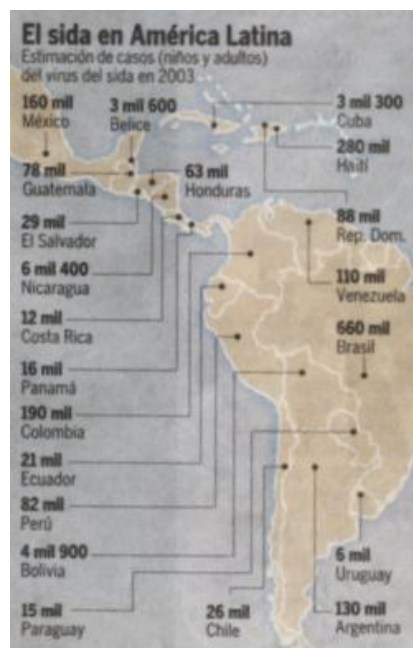 El sida en América Latina
Estimación de casos (niños y adultos)
del virus del sida en 2003
160 mil
México
3 mil 600
Belice
3 mil 300
Cuba
280 mil
Haití
78 mil
Guatemala
63 mil
Honduras
29 mil
El Salvador
88 mil
Rep. Dom.
6 mil 400
Nicaragua
110 mil
Venezuela
12 mil
Costa Rica
660 mil
Brasil
16 mil
Panamá
190 mil
Colombia
21 mil
Ecuador
82 mil
Perú
4 mil 900
Bolivia
6 mil
Uruguay
15 mil
Paraguay
26 mil
Chile
130 mil
Argentina